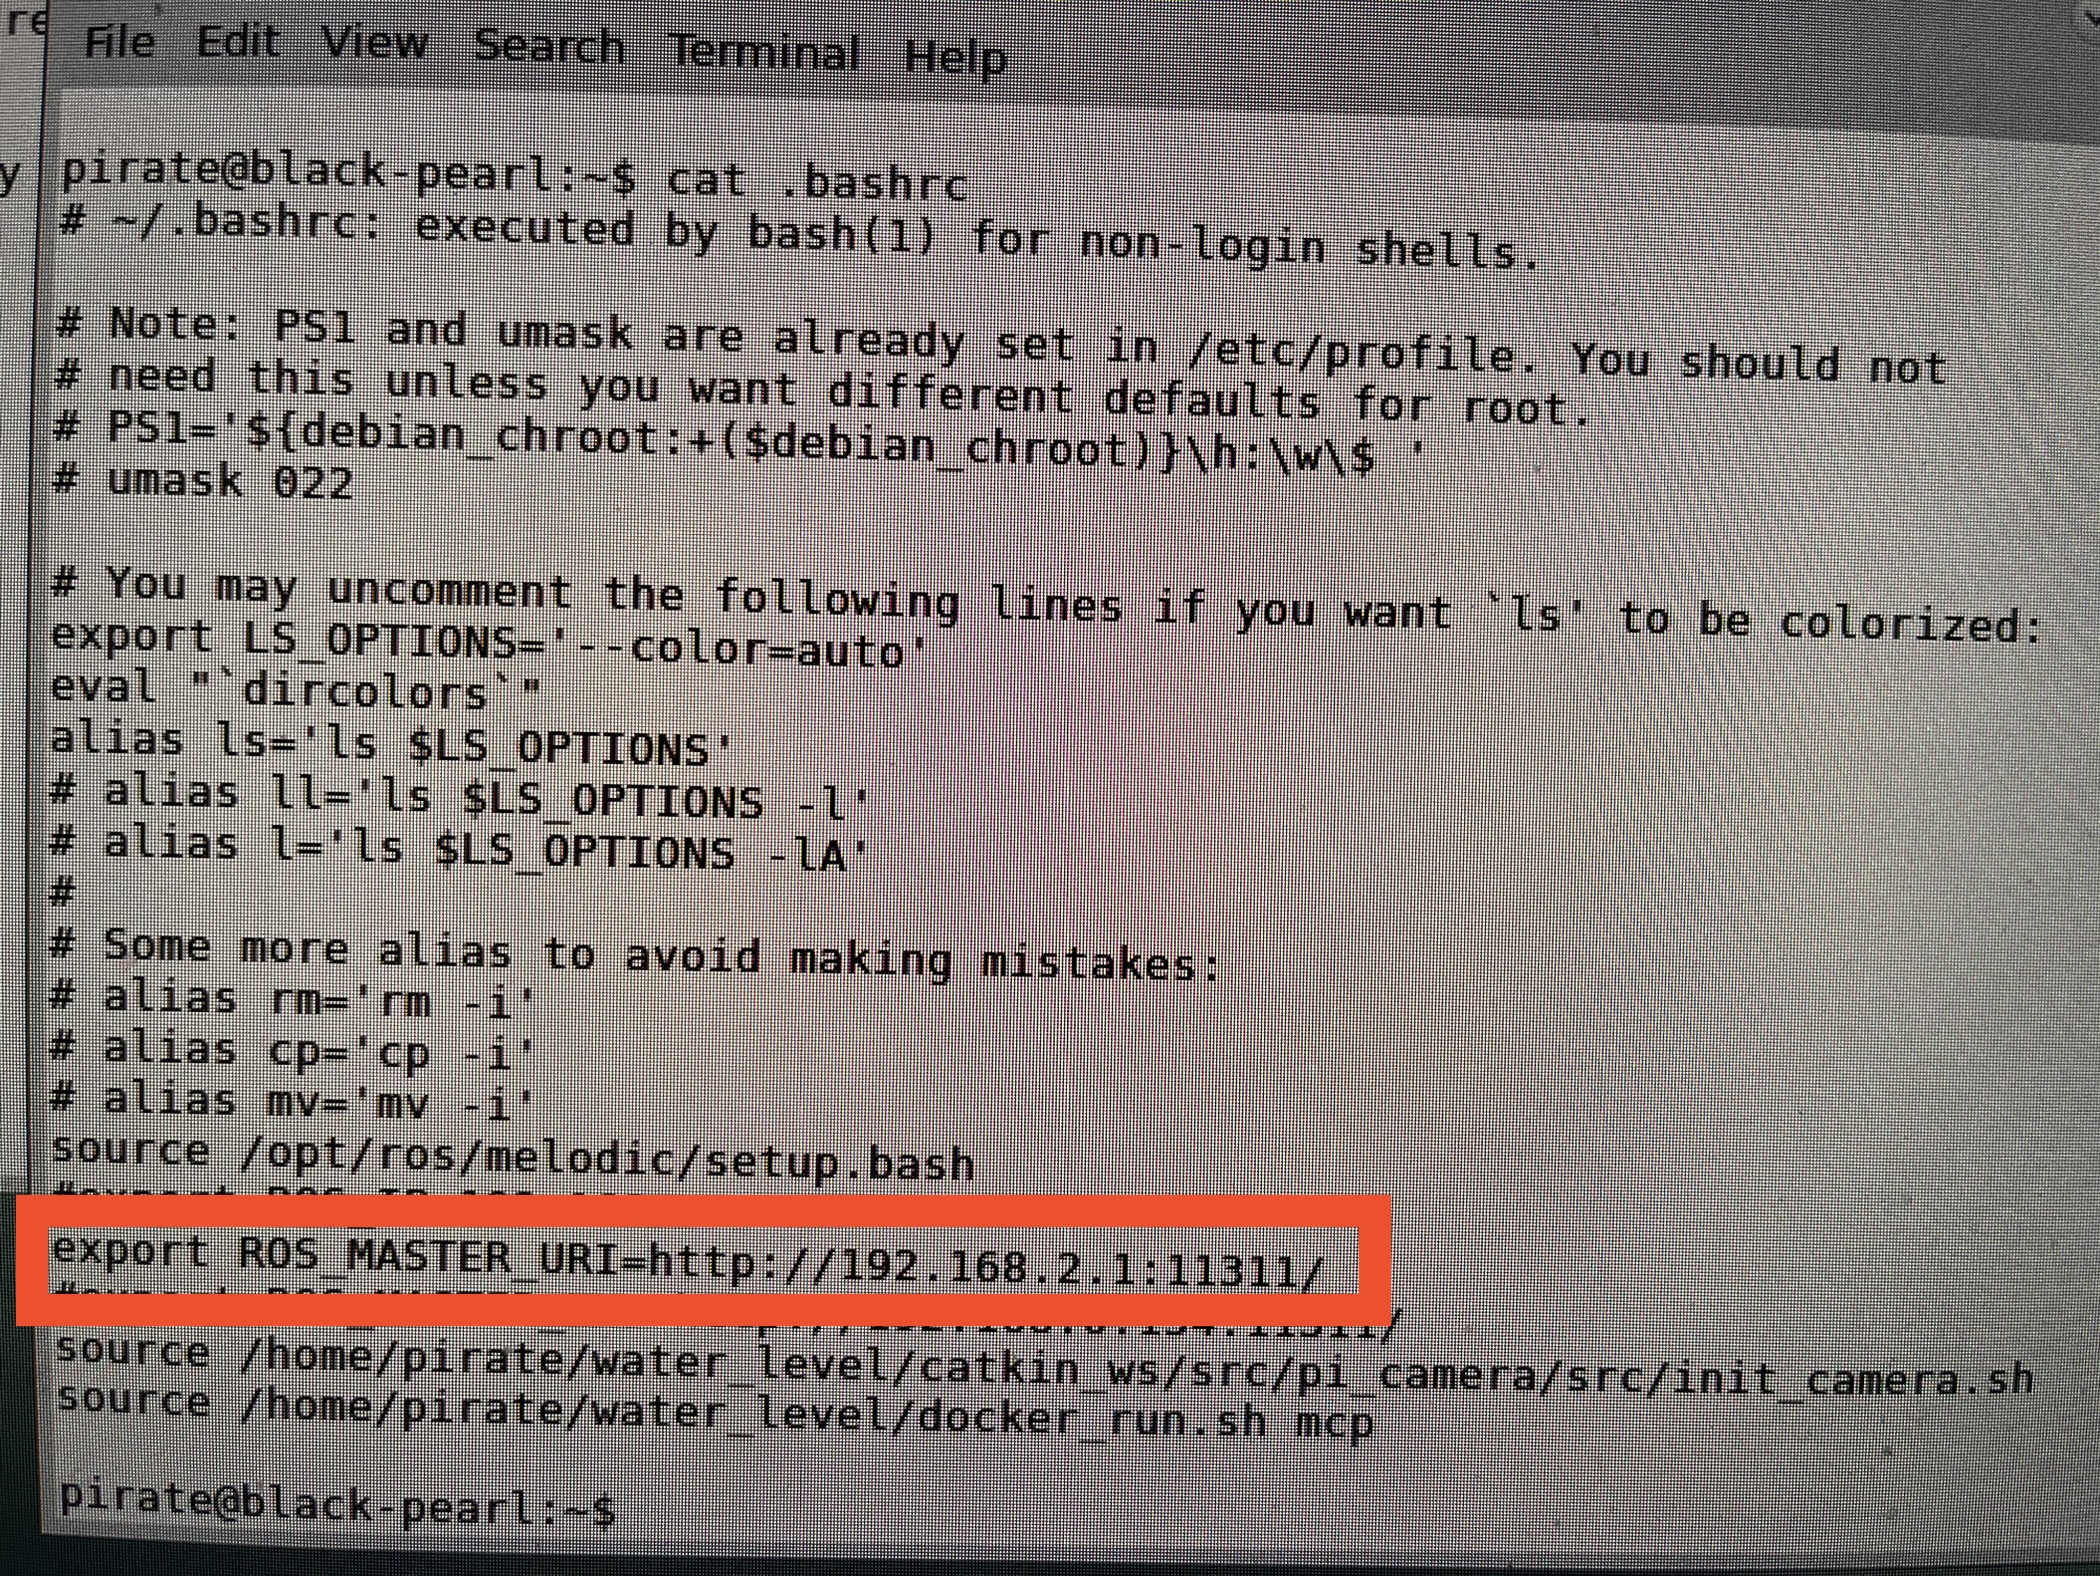 File Edit View Search Terminal Help
pirate@black-pearl:~$ cat .bashrc
# ~/.bashrc: executed by bash(1) for non-login shells.
# Note: PS1 and umask are already set in /etc/profile. You should not
# need this unless you want different defaults for root.
# PS1='${debian_chroot:+($debian_chroot)}\h:\w\$ '
# umask 022
# You may uncomment the following lines if you want `ls' to be colorized:
export LS_OPTIONS='--color=auto'
eval "`dircolors`"
alias ls='ls $LS_OPTIONS'
# alias ll='ls $LS_OPTIONS -l'
# alias l='ls $LS_OPTIONS -lA'
#
# Some more alias to avoid making mistakes:
# alias rm='rm -i'
# alias cp='cp -i'
# alias mv='mv -i'
source /opt/ros/melodic/setup.bash
export ROS_MASTER_URI=http://192.168.2.1:11311/
source /home/pirate/water_level/catkin_ws/src/pi_camera/src/init_camera.sh
source /home/pirate/water_level/docker_run.sh mcp
pirate@black-pearl:~$